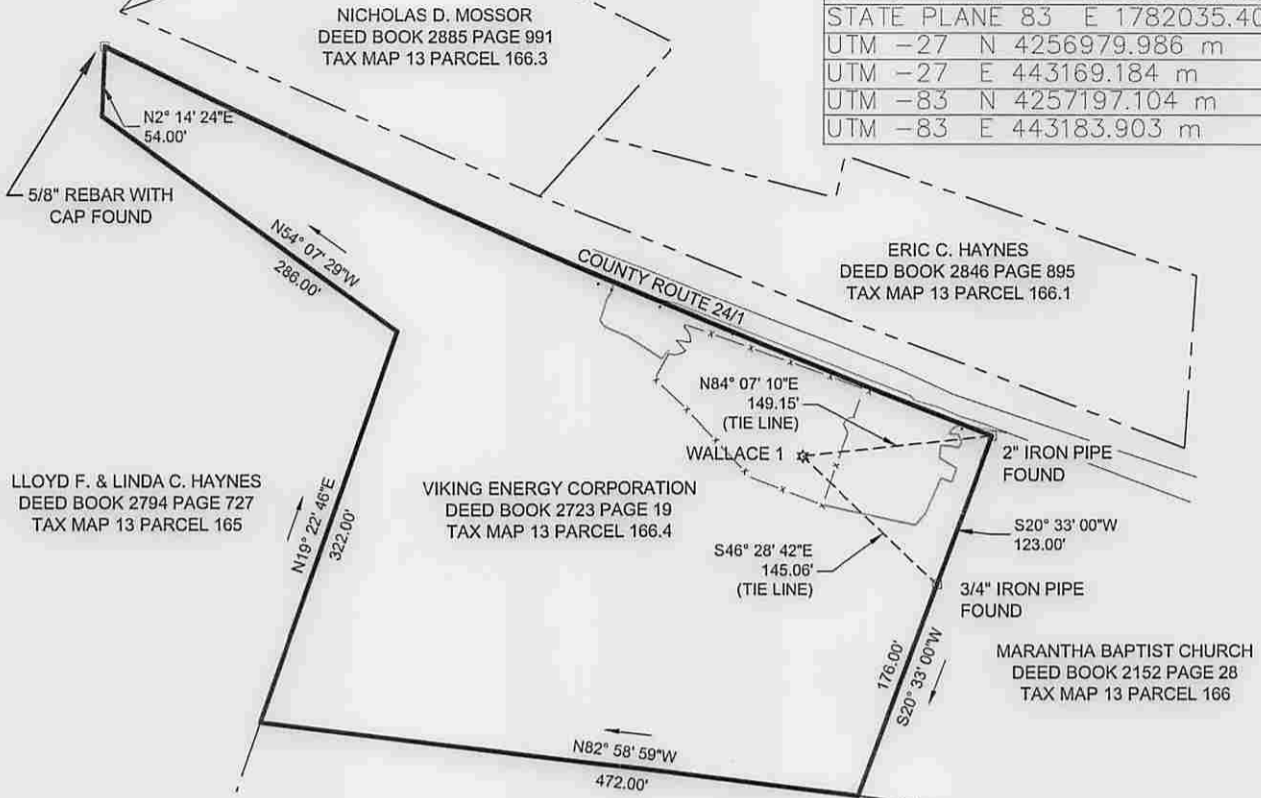 NICHOLAS D. MOSSOR
DEED BOOK 2885 PAGE 991
TAX MAP 13 PARCEL 166.3
STATE PLANE 83 E 1782035.40
UTM -27 N 4256979.986 m
UTM -27 E 443169.184 m
UTM -83 N 4257197.104 m
UTM -83 E 443183.903 m
N2° 14' 24"E
54.00'
5/8" REBAR WITH
CAP FOUND
N54° 07' 29"W
286.00'
COUNTY ROUTE 24/1
ERIC C. HAYNES
DEED BOOK 2846 PAGE 895
TAX MAP 13 PARCEL 166.1
N84° 07' 10"E
149.15'
(TIE LINE)
WALLACE 1
2" IRON PIPE
FOUND
LLOYD F. & LINDA C. HAYNES
DEED BOOK 2794 PAGE 727
TAX MAP 13 PARCEL 165
N19° 22' 46"E
322.00'
VIKING ENERGY CORPORATION
DEED BOOK 2723 PAGE 19
TAX MAP 13 PARCEL 166.4
S20° 33' 00"W
123.00'
S46° 28' 42"E
145.06'
(TIE LINE)
3/4" IRON PIPE
FOUND
176.00'
S20° 33' 00"W
MARANTHA BAPTIST CHURCH
DEED BOOK 2152 PAGE 28
TAX MAP 13 PARCEL 166
N82° 58' 59"W
472.00'